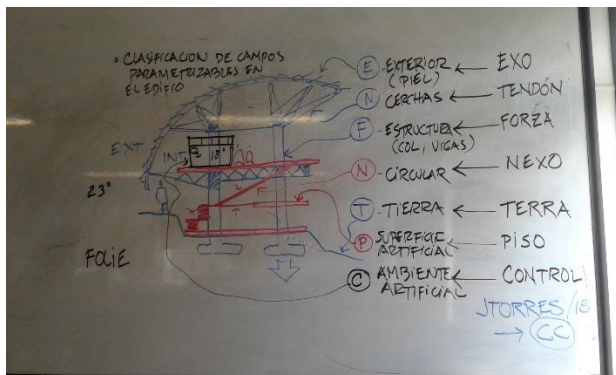 • CLASIFICACION DE CAMPOS
PARAMETRIZABLES EN
EL EDIFICIO
EXT
INT
18°
23°
FOLIE
E EXTERIOR ← EXO
(PIEL)
N CERCHAS ← TENDÓN
F ESTRUCTURA ← FORZA
(COL, VIGAS)
N CIRCULAR ← NEXO
T TIERRA ← TERRA
P SUPERFICIE ← PISO
ARTIFICIAL
C AMBIENTE ← CONTROL
ARTIFICIAL
JTORRES/18
→ CC